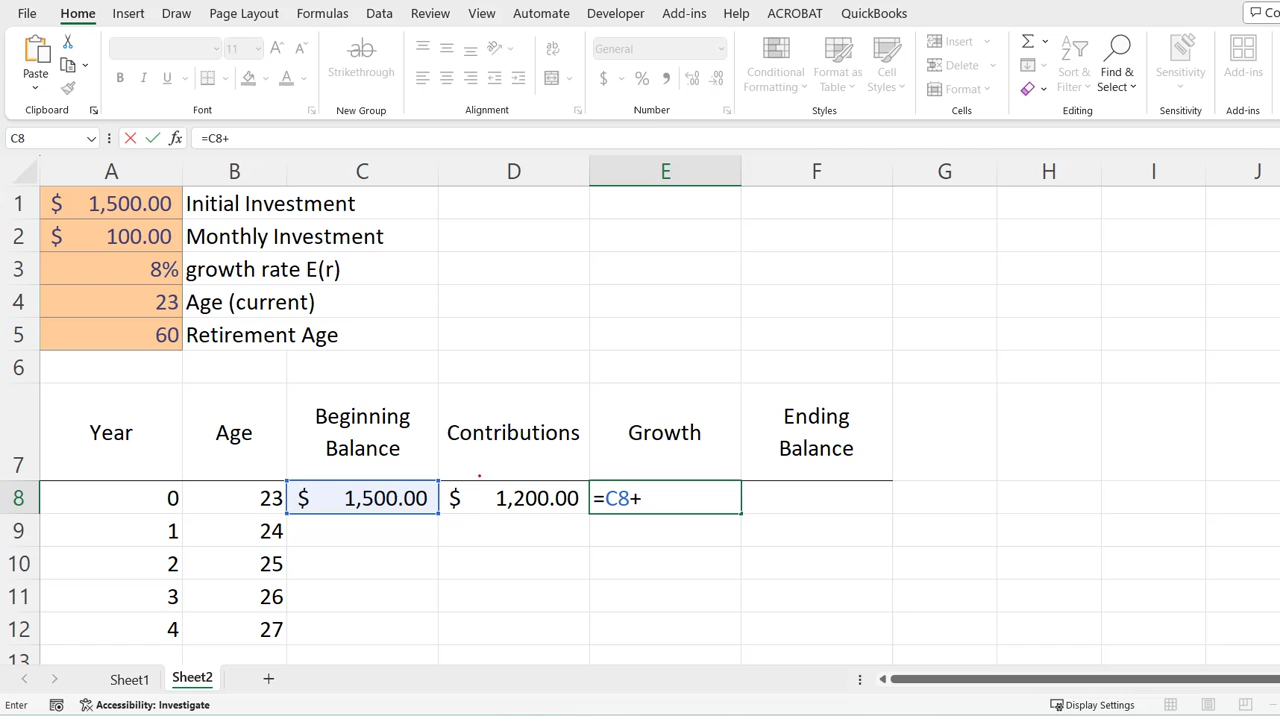 File Home Insert Draw Page Layout Formulas Data Review View Automate Developer Add-ins Help ACROBAT QuickBooks Co
11 General Insert
Paste Strikethrough Conditional Format Cell Delete Sort & Find & Sensitivity Add-ins
B I U $ % , Formatting Table Styles Format Filter Select
Clipboard Font New Group Alignment Number Styles Cells Editing Sensitivity Add-ins
C8 fx =C8+
A B C D E F G H I J
1 $ 1,500.00 Initial Investment
2 $ 100.00 Monthly Investment
3 8% growth rate E(r)
4 23 Age (current)
5 60 Retirement Age
6
Beginning Ending
Year Age Contributions Growth
7 Balance Balance
8 0 23 $ 1,500.00 $ 1,200.00 =C8+
9 1 24
10 2 25
11 3 26
12 4 27
13
Sheet1 Sheet2
Enter Accessibility: Investigate Display Settings